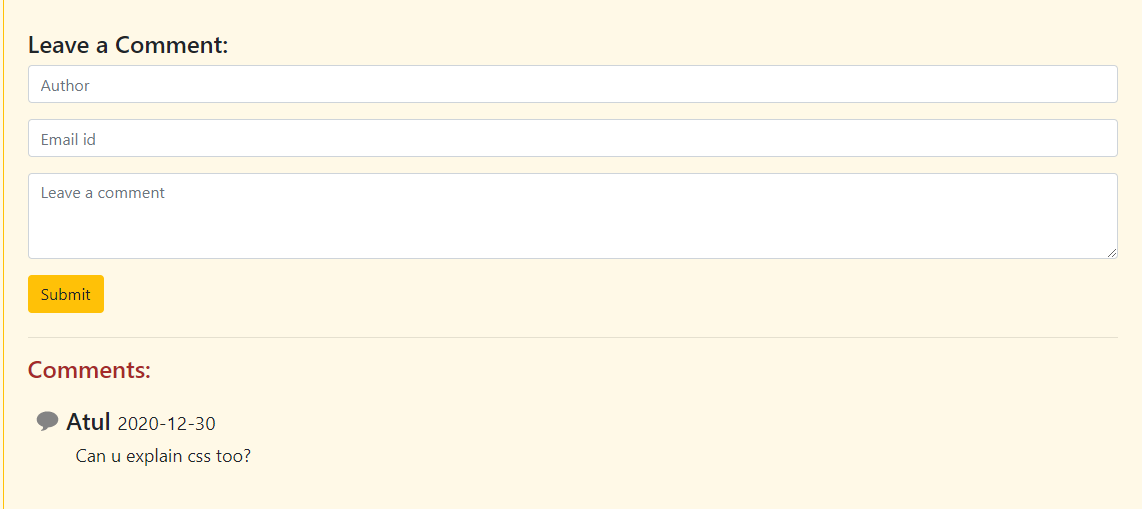 Leave a Comment:
Author
Email id
Leave a comment
Submit
Comments:
Atul 2020-12-30
Can u explain css too?